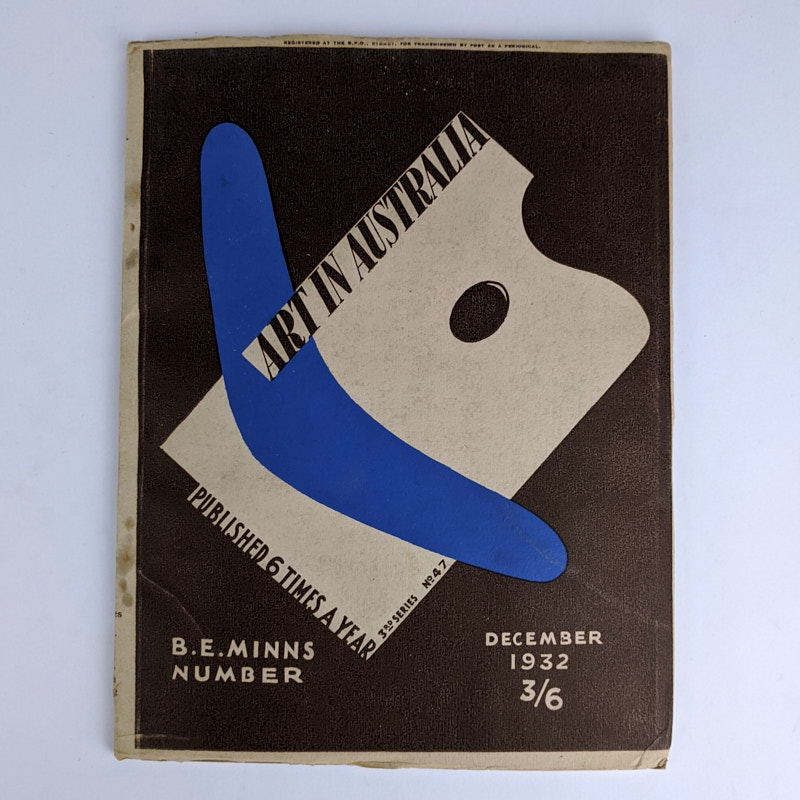 REGISTERED AT THE G.P.O., SYDNEY, FOR TRANSMISSION BY POST AS A PERIODICAL.
ART IN AUSTRALIA
PUBLISHED 6 TIMES A YEAR
3RD SERIES Nº 47
B.E. MINNS
NUMBER
DECEMBER
1932
3/6